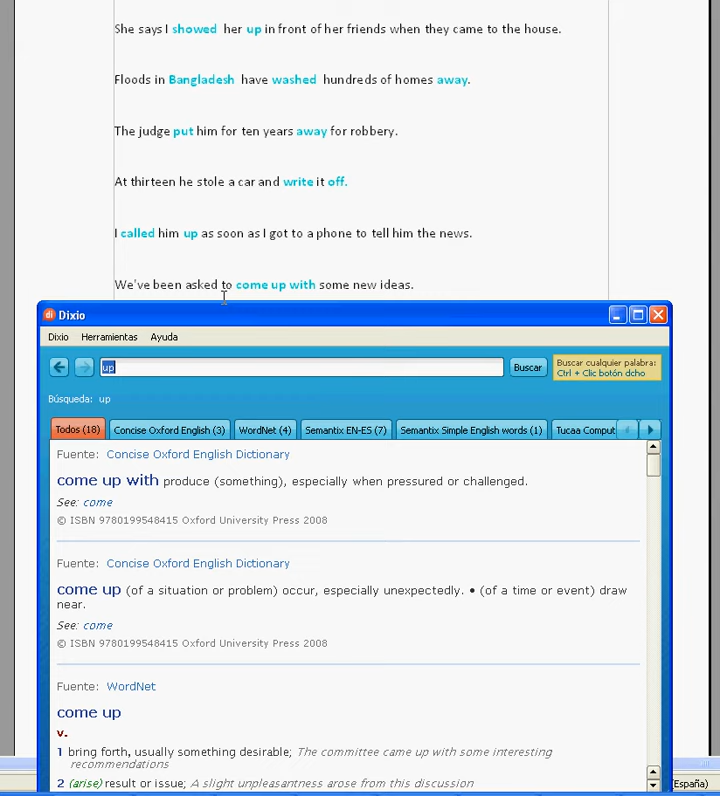 She says I showed her up in front of her friends when they came to the house.
Floods in Bangladesh have washed hundreds of homes away.
The judge put him for ten years away for robbery.
At thirteen he stole a car and write it off.
I called him up as soon as I got to a phone to tell him the news.
We've been asked to come up with some new ideas.
di Dixio
Dixio Herramientas Ayuda
up Buscar Buscar cualquier palabra:
Ctrl + Clic botón dcho
Búsqueda: up
Todos (18) Concise Oxford English (3) WordNet (4) Semantix EN-ES (7) Semantix Simple English words (1) Tucaa Comput
Fuente: Concise Oxford English Dictionary
come up with produce (something), especially when pressured or challenged.
See: come
© ISBN 9780199548415 Oxford University Press 2008
Fuente: Concise Oxford English Dictionary
come up (of a situation or problem) occur, especially unexpectedly. • (of a time or event) draw
near.
See: come
© ISBN 9780199548415 Oxford University Press 2008
Fuente: WordNet
come up
v.
1 bring forth, usually something desirable; The committee came up with some interesting
recommendations
2 (arise) result or issue; A slight unpleasantness arose from this discussion
(España)